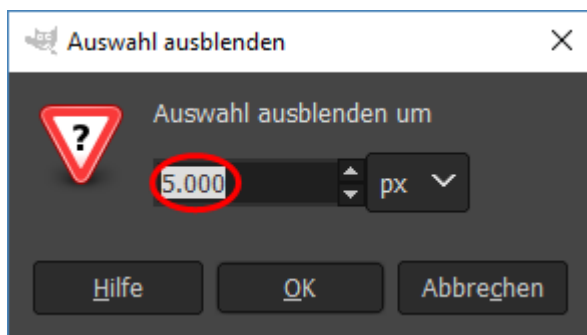 Auswahl ausblenden
?
Auswahl ausblenden um
5.000 px
Hilfe OK Abbrechen